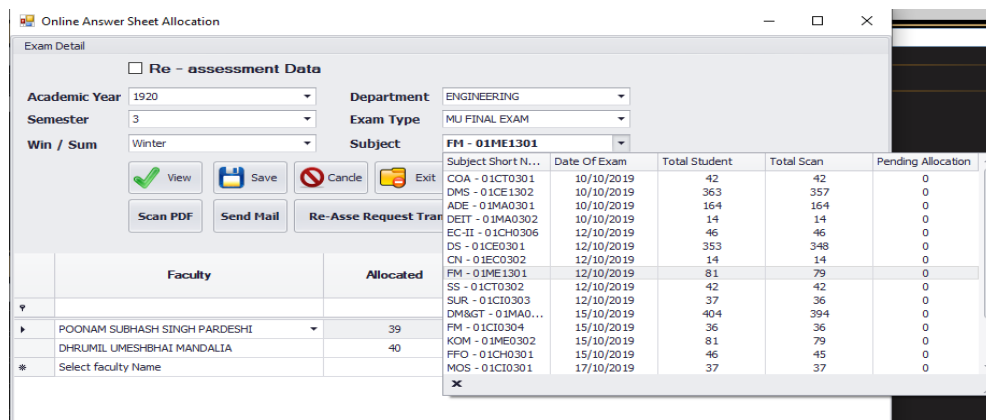 Online Answer Sheet Allocation
Exam Detail
Re - assessment Data
Academic Year 1920 Department ENGINEERING
Semester 3 Exam Type MU FINAL EXAM
Win / Sum Winter Subject FM - 01ME1301
View Save Cancle Exit
Scan PDF Send Mail Re-Asse Request Tran
Subject Short N... Date Of Exam Total Student Total Scan Pending Allocation
COA - 01CT0301 10/10/2019 42 42 0
DMS - 01CE1302 10/10/2019 363 357 0
ADE - 01MA0301 10/10/2019 164 164 0
DEIT - 01MA0302 10/10/2019 14 14 0
EC-II - 01CH0306 12/10/2019 46 46 0
DS - 01CE0301 12/10/2019 353 348 0
CN - 01EC0302 12/10/2019 14 14 0
FM - 01ME1301 12/10/2019 81 79 0
SS - 01CT0302 12/10/2019 42 42 0
SUR - 01CI0303 12/10/2019 37 36 0
DM&GT - 01MA0... 15/10/2019 404 394 0
FM - 01CI0304 15/10/2019 36 36 0
KOM - 01ME0302 15/10/2019 81 79 0
FFO - 01CH0301 15/10/2019 46 45 0
MOS - 01CI0301 17/10/2019 37 37 0
Faculty Allocated
POONAM SUBHASH SINGH PARDESHI 39
DHRUMIL UMESHBHAI MANDALIA 40
Select faculty Name